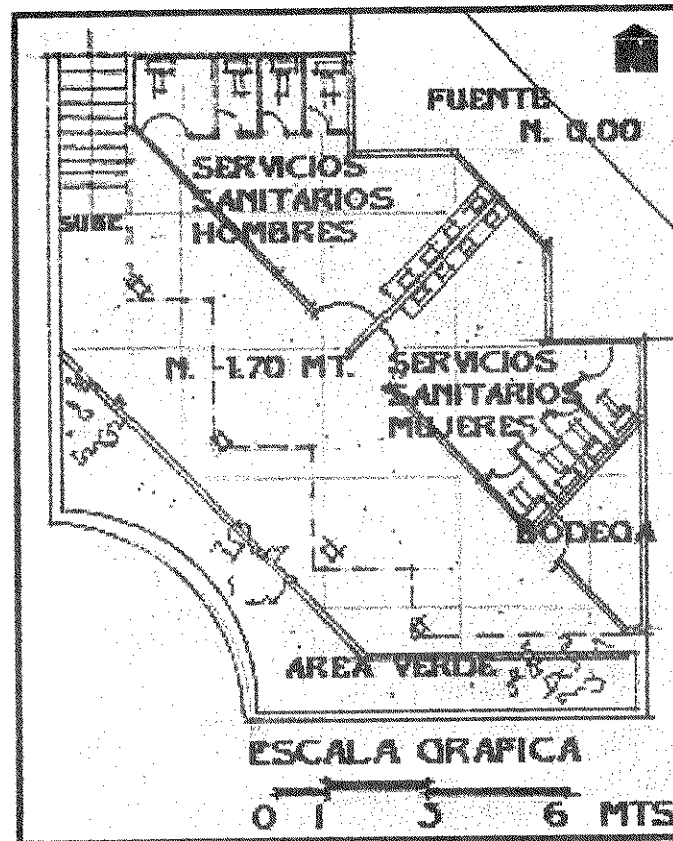 FUENTE
N. 0.00
SERVICIOS
SANITARIOS
HOMBRES
SUBE
N. -1.70 MT.
SERVICIOS
SANITARIOS
MUJERES
BODEGA
AREA VERDE
ESCALA GRAFICA
0 1 3 6 MTS